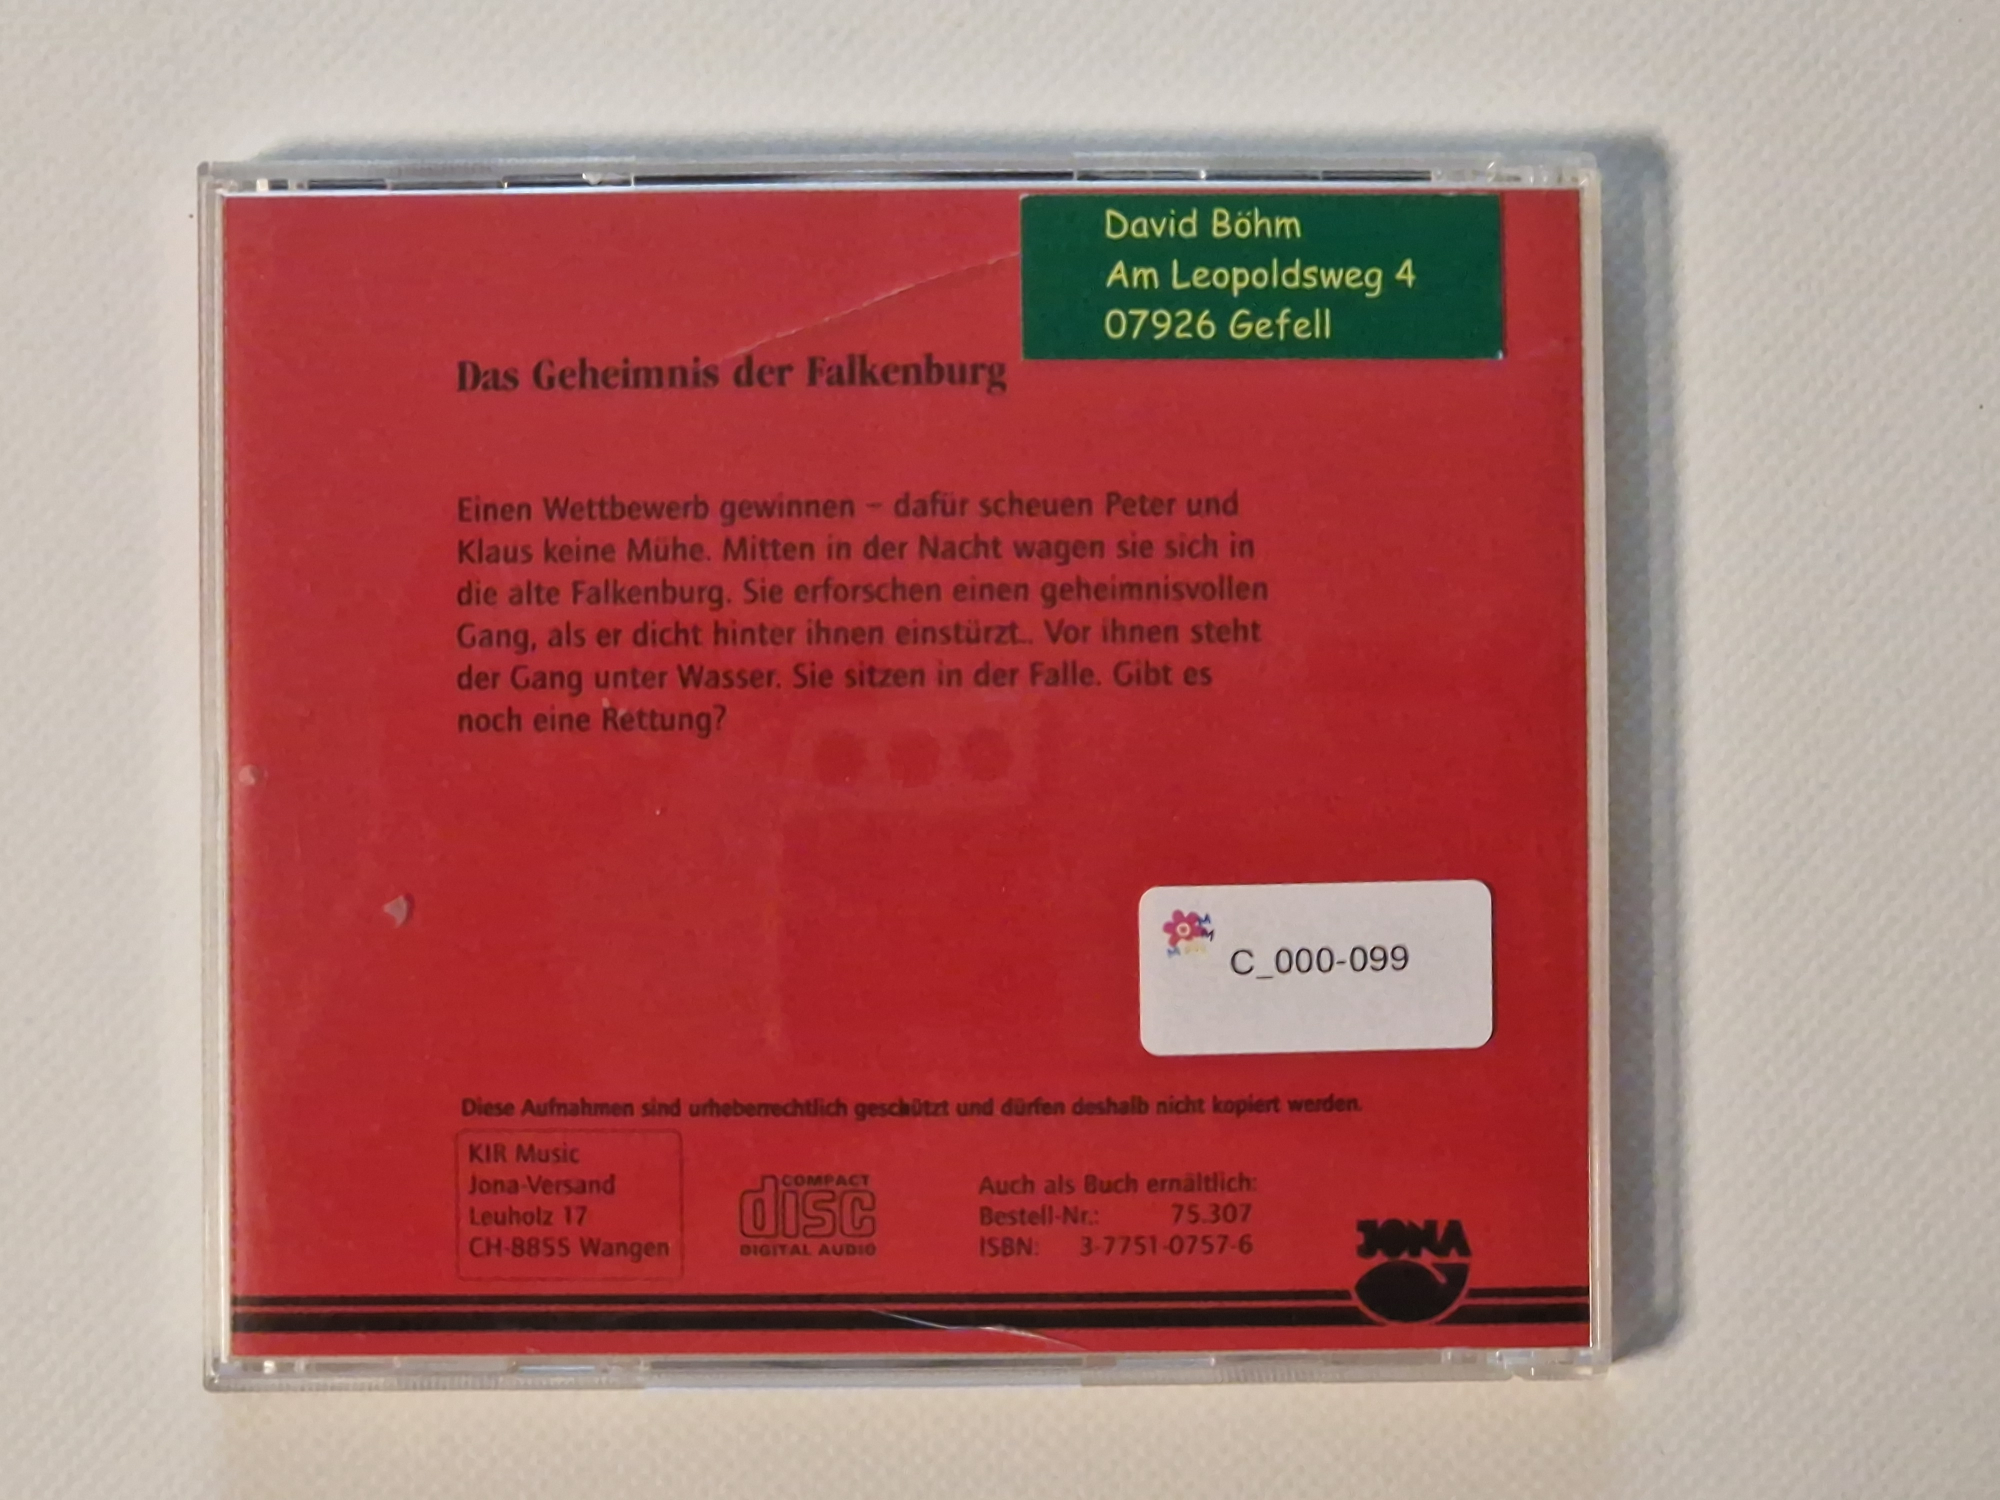 David Böhm
Am Leopoldsweg 4
07926 Gefell
Das Geheimnis der Falkenburg
Einen Wettbewerb gewinnen – dafür scheuen Peter und
Klaus keine Mühe. Mitten in der Nacht wagen sie sich in
die alte Falkenburg. Sie erforschen einen geheimnisvollen
Gang, als er dicht hinter ihnen einstürzt.. Vor ihnen steht
der Gang unter Wasser. Sie sitzen in der Falle. Gibt es
noch eine Rettung?
C_000-099
Diese Aufnahmen sind urheberrechtlich geschützt und dürfen deshalb nicht kopiert werden.
KIR Music
Jona-Versand
Leuholz 17
CH-8855 Wangen
COMPACT
disc
DIGITAL AUDIO
Auch als Buch erhältlich:
Bestell-Nr.: 75.307
ISBN: 3-7751-0757-6
JONA